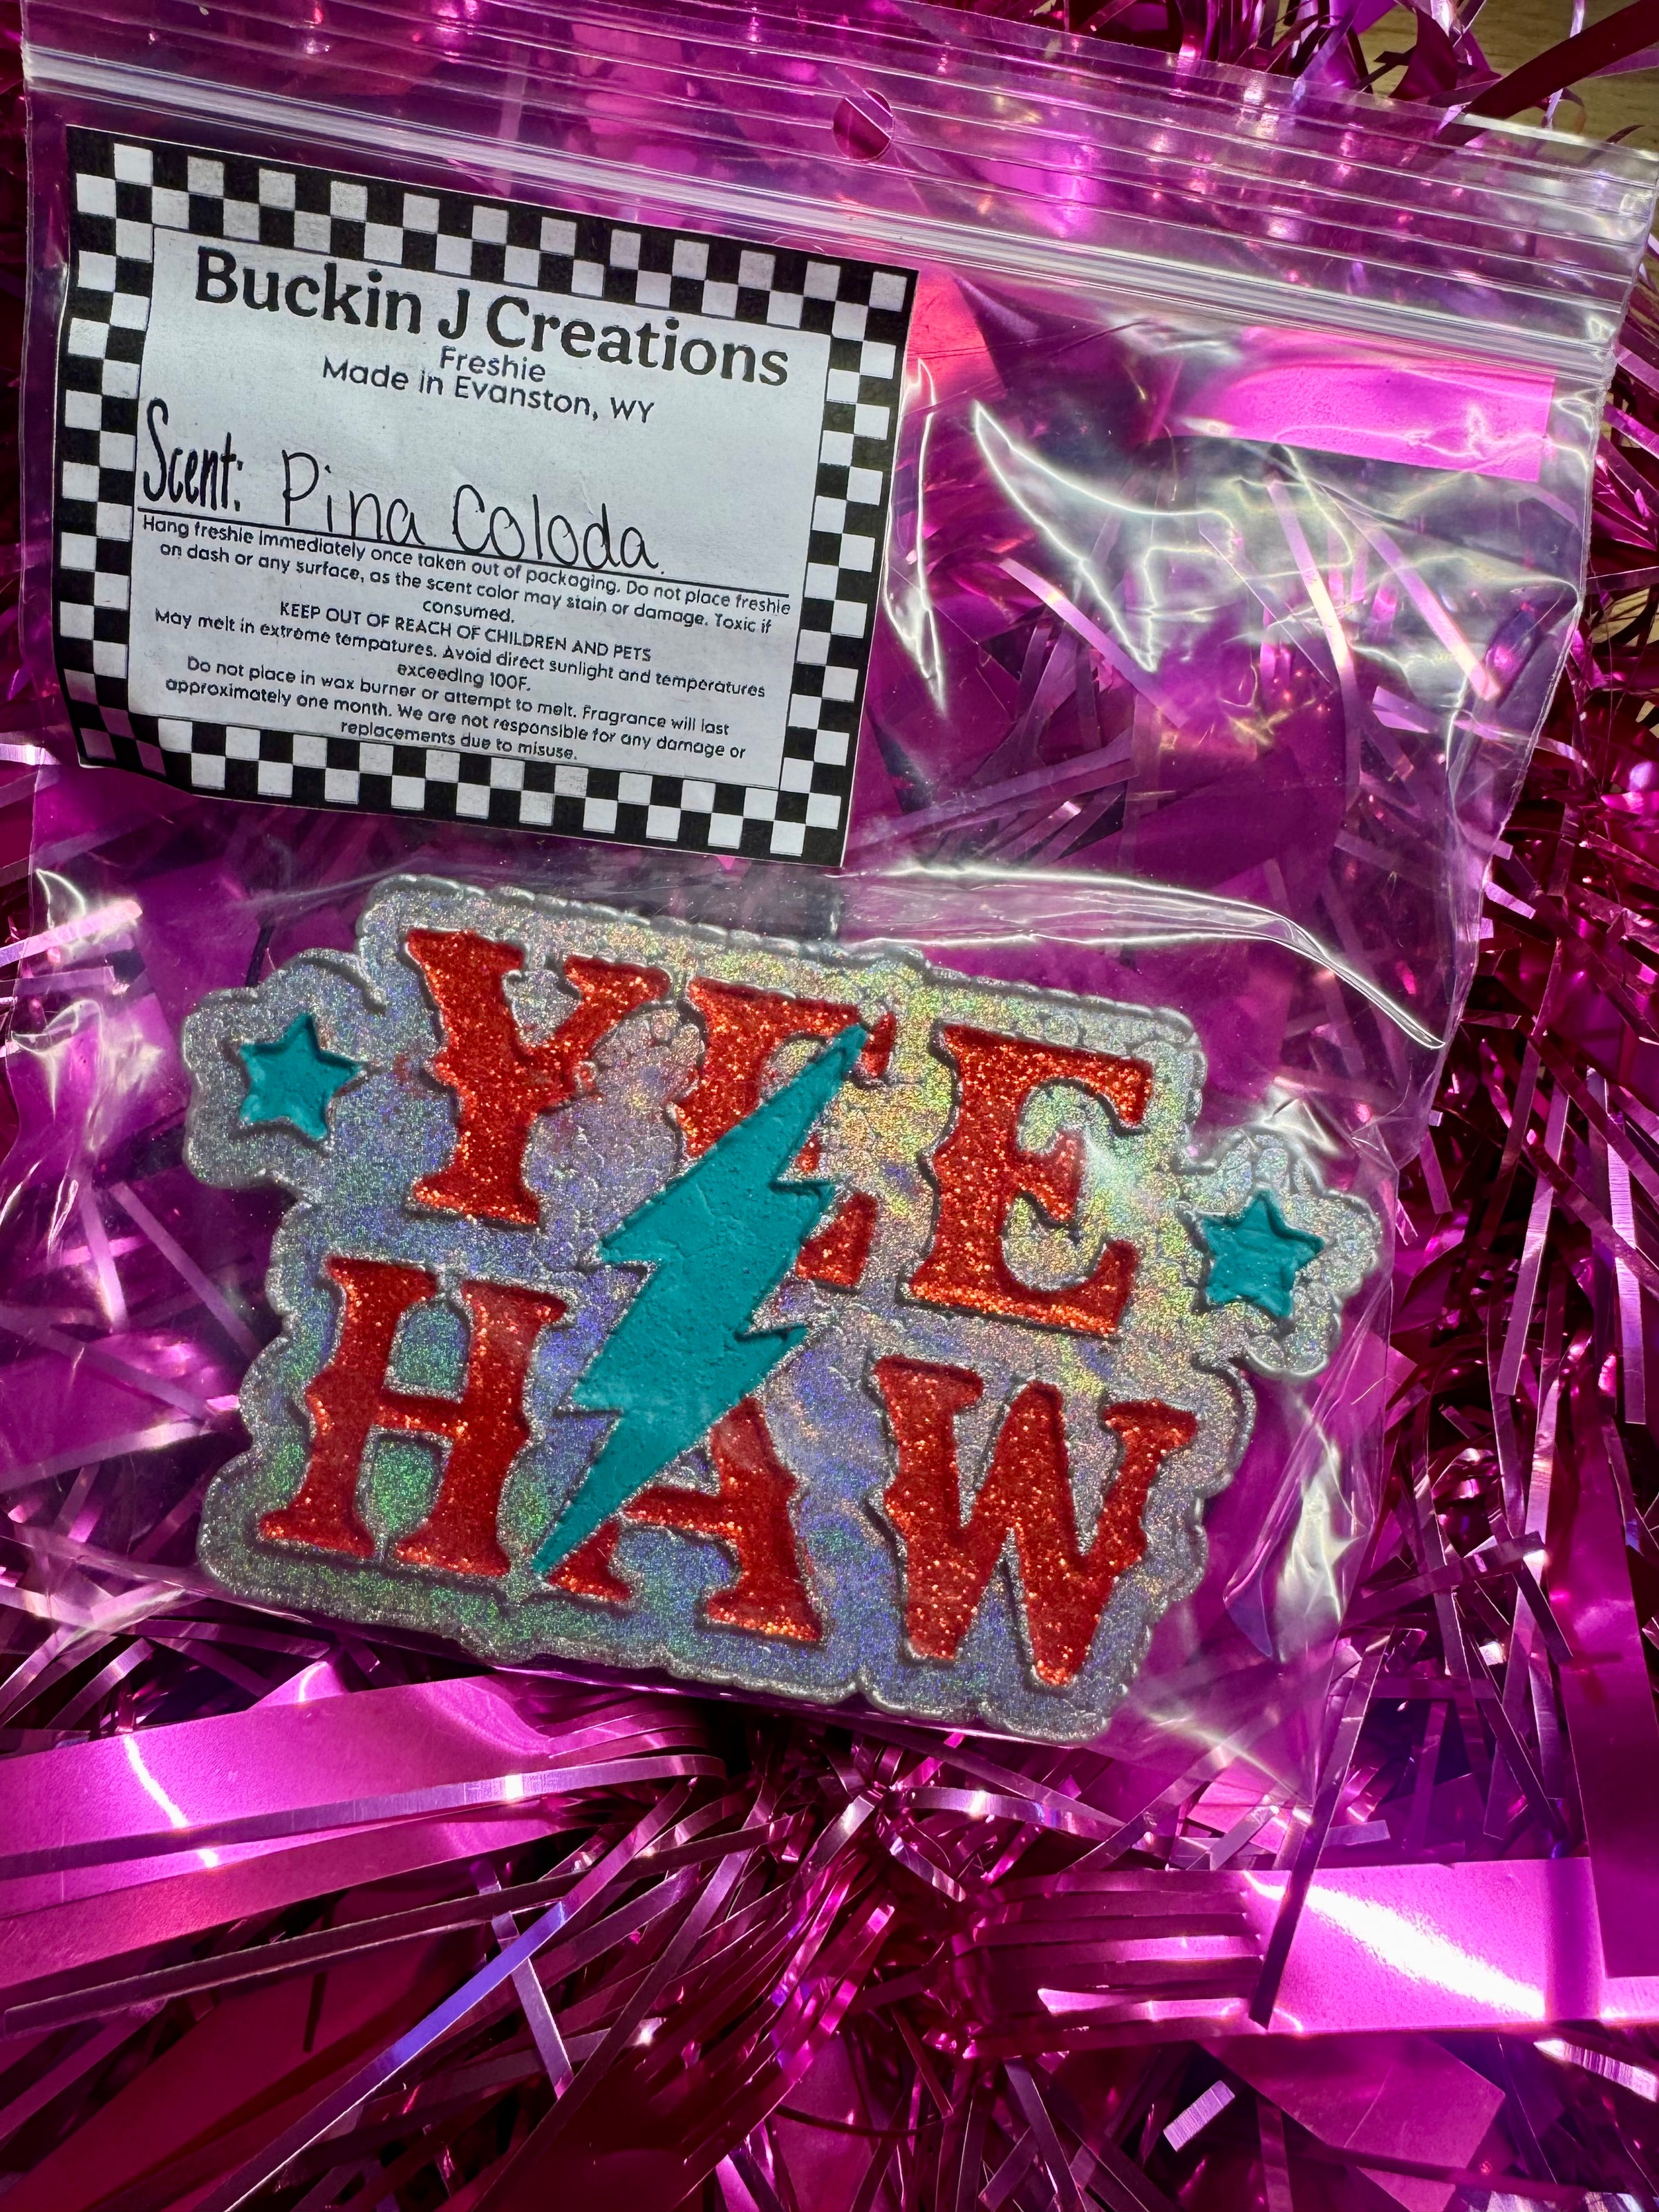 Buckin J Creations
Freshie
Made in Evanston, WY
Scent: Pina Coloda.
Hang freshie immediately once taken out of packaging. Do not place freshie
on dash or any surface, as the scent color may stain or damage. Toxic if
consumed.
KEEP OUT OF REACH OF CHILDREN AND PETS
May melt in extreme tempatures. Avoid direct sunlight and temperatures
exceeding 100F.
Do not place in wax burner or attempt to melt. Fragrance will last
approximately one month. We are not responsible for any damage or
replacements due to misuse.
YEE
HAW